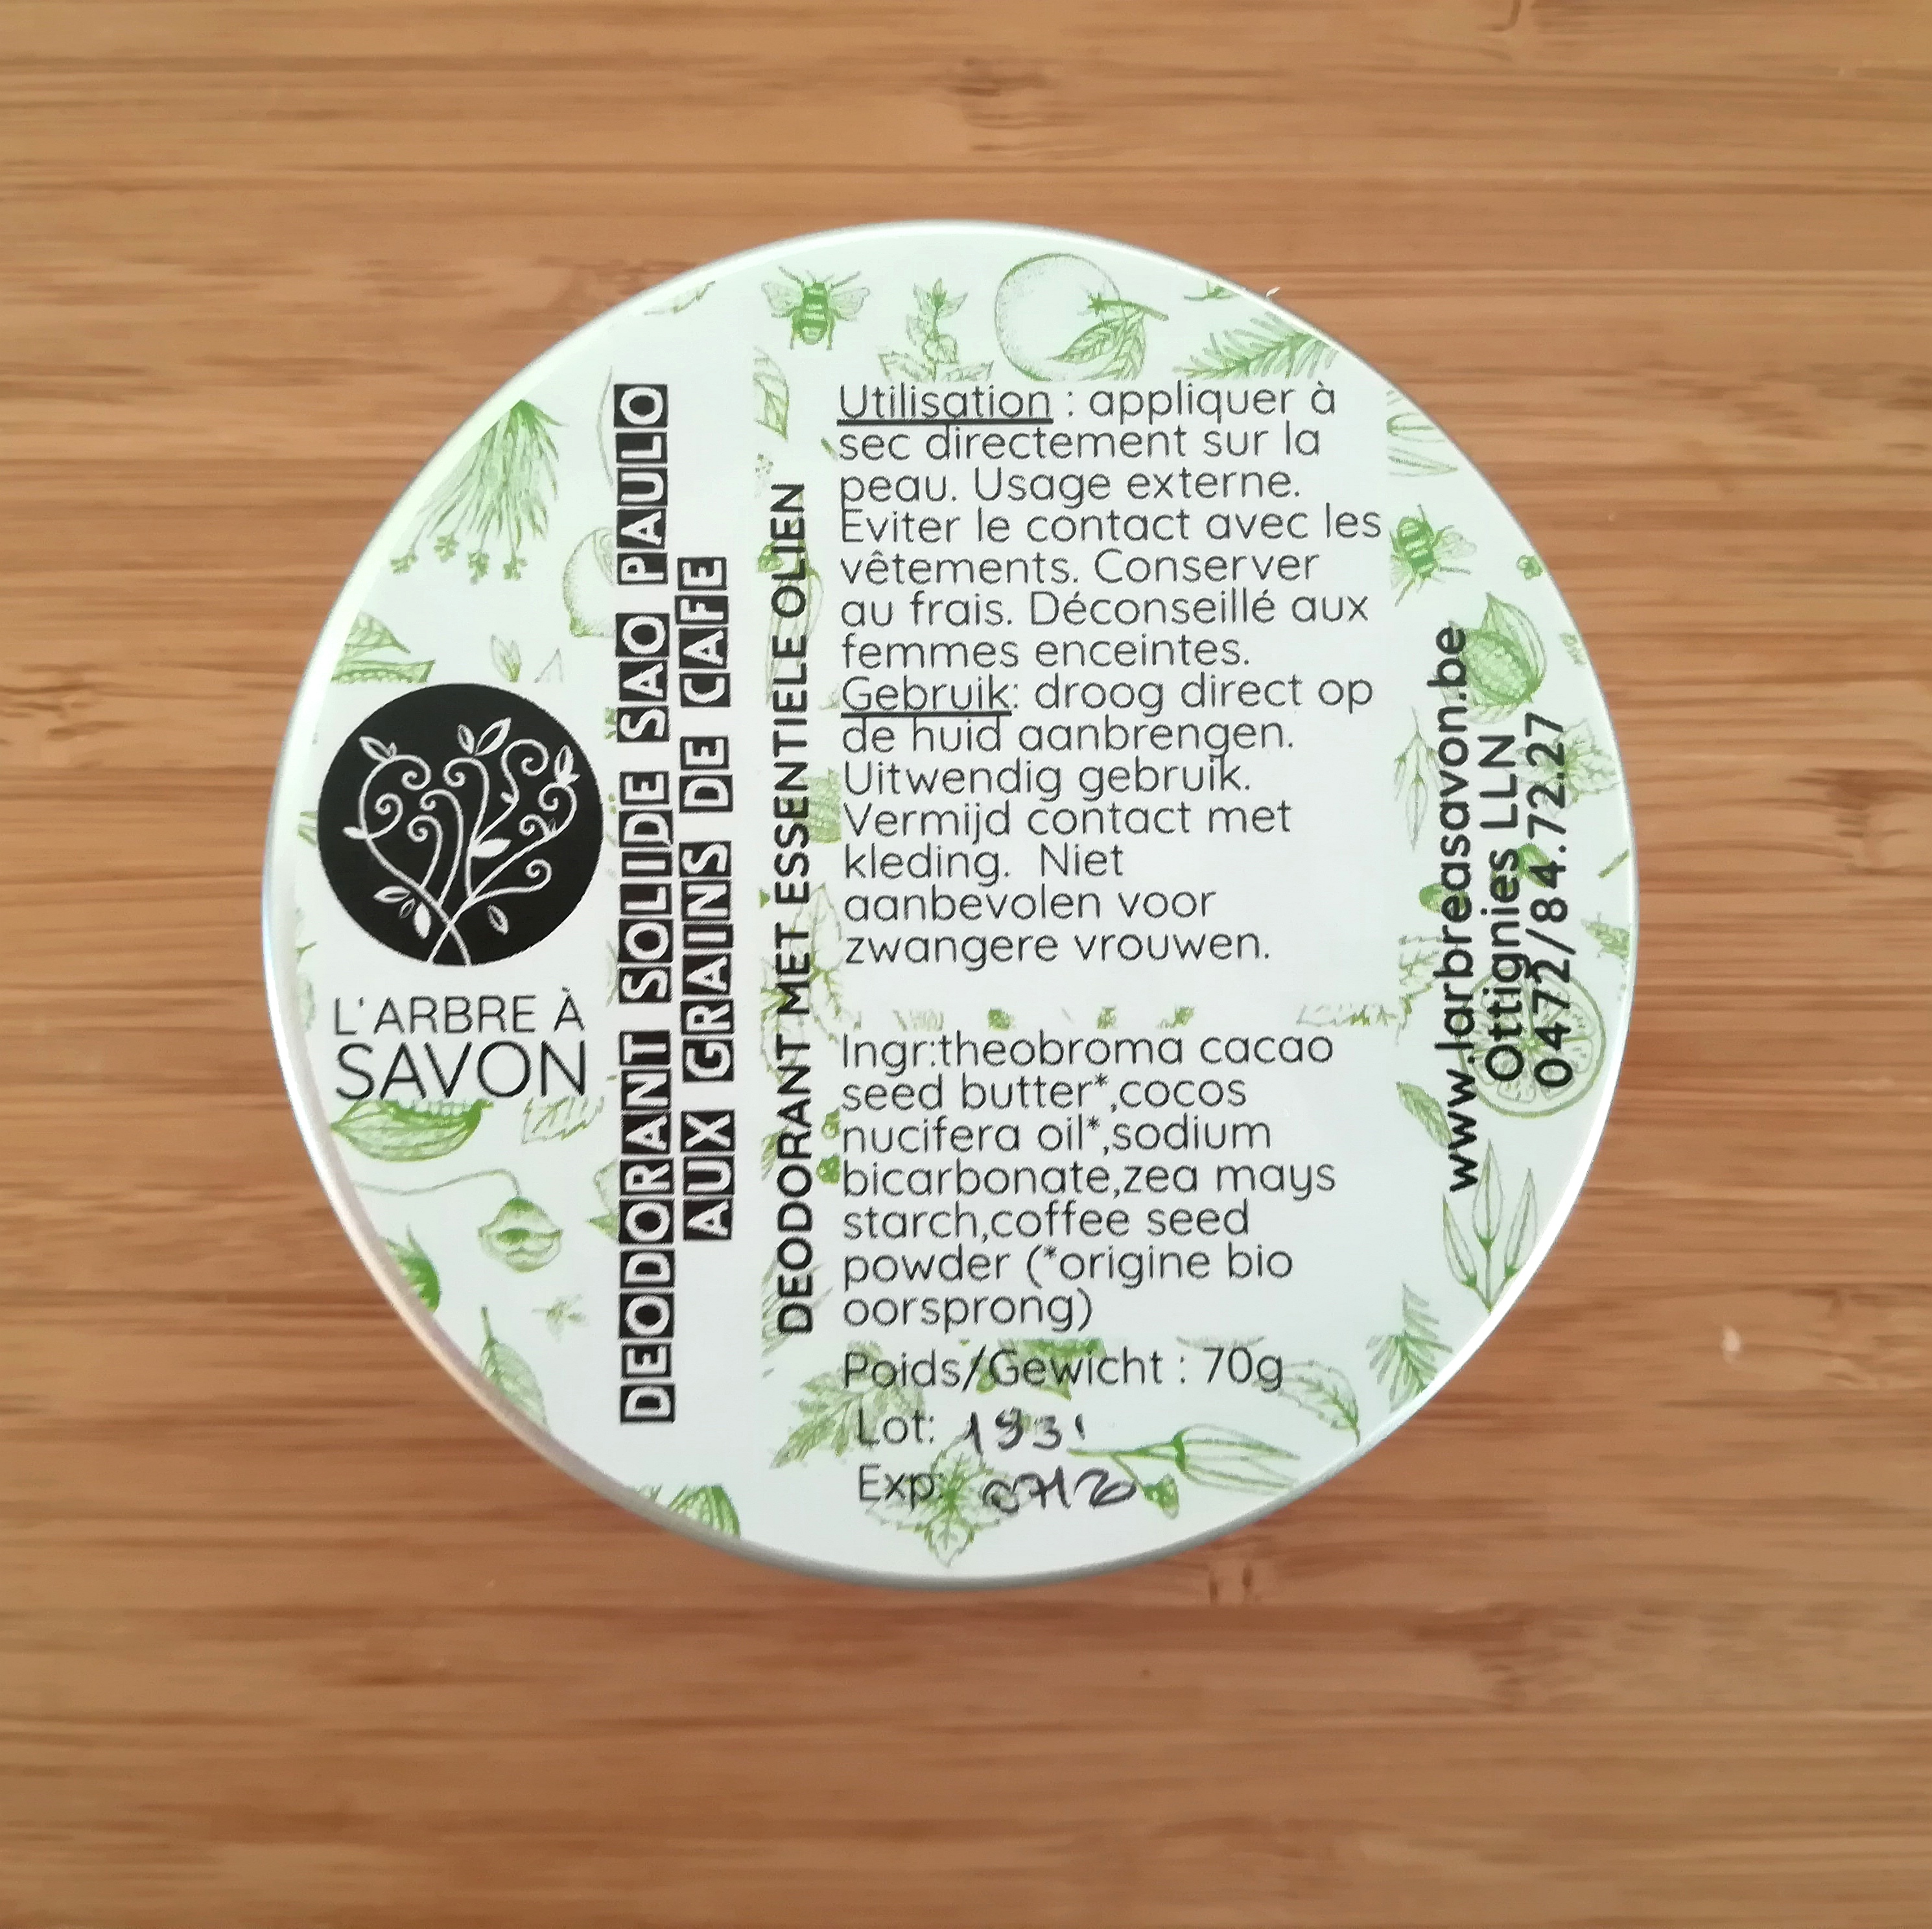 L'ARBRE À
SAVON
DEODORANT SOLIDE SAO PAULO
AUX GRAINS DE CAFE
DEODORANT MET ESSENTIELE OLIEN
Utilisation : appliquer à
sec directement sur la
peau. Usage externe.
Eviter le contact avec les
vêtements. Conserver
au frais. Déconseillé aux
femmes enceintes.
Gebruik: droog direct op
de huid aanbrengen.
Uitwendig gebruik.
Vermijd contact met
kleding. Niet
aanbevolen voor
zwangere vrouwen.
Ingr:theobroma cacao
seed butter*,cocos
nucifera oil*,sodium
bicarbonate,zea mays
starch,coffee seed
powder (*origine bio
oorsprong)
Poids/Gewicht : 70g
Lot:
Exp:
www.larbreasavon.be
Ottignies LLN
0472/84.72.27